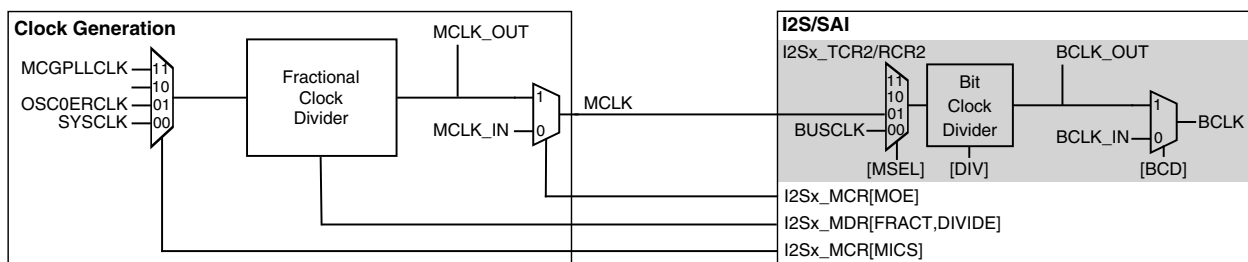 Clock Generation
MCGPLLCLK
11
10
OSC0ERCLK
01
SYSCLK
00
Fractional
Clock
Divider
MCLK_OUT
MCLK_IN
1
0
MCLK
I2S/SAI
I2Sx_TCR2/RCR2
11
10
01
BUSCLK
00
[MSEL]
Bit
Clock
Divider
[DIV]
BCLK_OUT
BCLK_IN
1
0
BCLK
[BCD]
I2Sx_MCR[MOE]
I2Sx_MDR[FRACT,DIVIDE]
I2Sx_MCR[MICS]